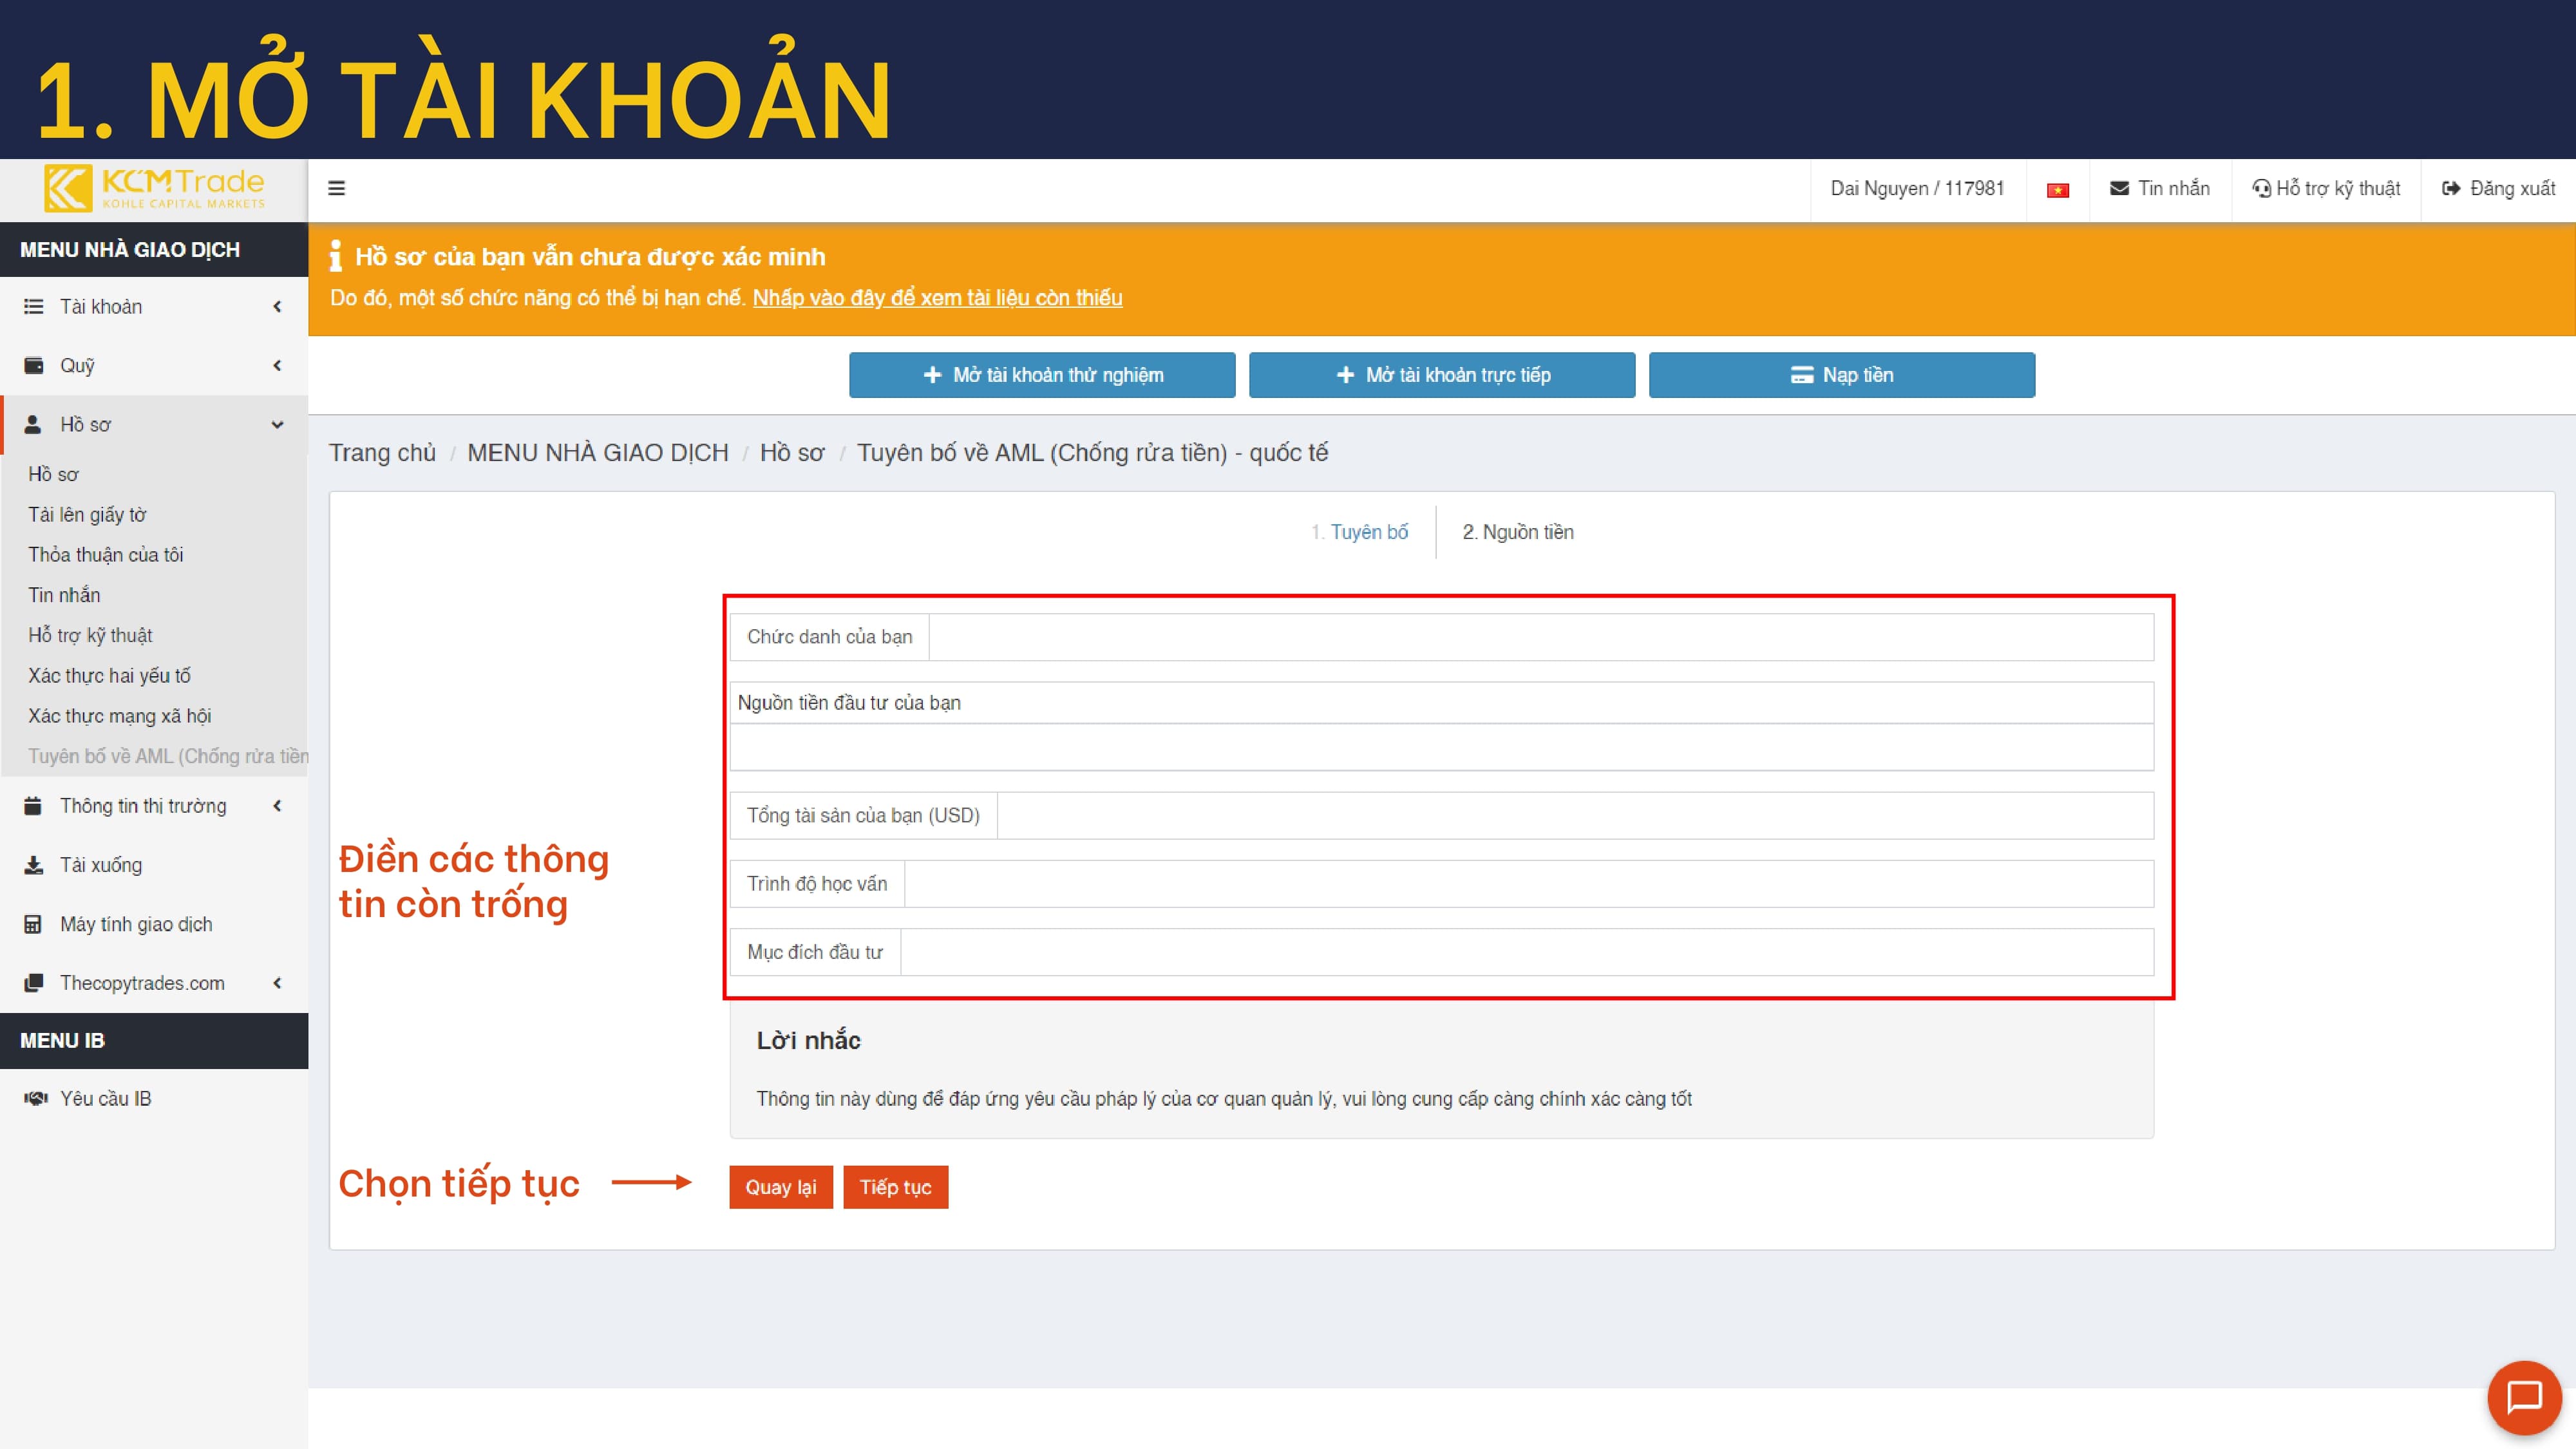 1. MỞ TÀI KHOẢN
KCMTrade
KOHLE CAPITAL MARKETS
Dai Nguyen / 117981
Tin nhắn
Hỗ trợ kỹ thuật
Đăng xuất
MENU NHÀ GIAO DỊCH
Tài khoản
Quỹ
Hồ sơ
Hồ sơ
Tải lên giấy tờ
Thỏa thuận của tôi
Tin nhắn
Hỗ trợ kỹ thuật
Xác thực hai yếu tố
Xác thực mạng xã hội
Tuyên bố về AML (Chống rửa tiền
Thông tin thị trường
Tải xuống
Máy tính giao dịch
Thecopytrades.com
MENU IB
Yêu cầu IB
Hồ sơ của bạn vẫn chưa được xác minh
Do đó, một số chức năng có thể bị hạn chế. Nhấp vào đây để xem tài liệu còn thiếu
Mở tài khoản thử nghiệm
Mở tài khoản trực tiếp
Nạp tiền
Trang chủ / MENU NHÀ GIAO DỊCH / Hồ sơ / Tuyên bố về AML (Chống rửa tiền) - quốc tế
1. Tuyên bố
2. Nguồn tiền
Chức danh của bạn
Nguồn tiền đầu tư của bạn
Tổng tài sản của bạn (USD)
Trình độ học vấn
Mục đích đầu tư
Điền các thông
tin còn trống
Lời nhắc
Thông tin này dùng để đáp ứng yêu cầu pháp lý của cơ quan quản lý, vui lòng cung cấp càng chính xác càng tốt
Chọn tiếp tục
Quay lại
Tiếp tục